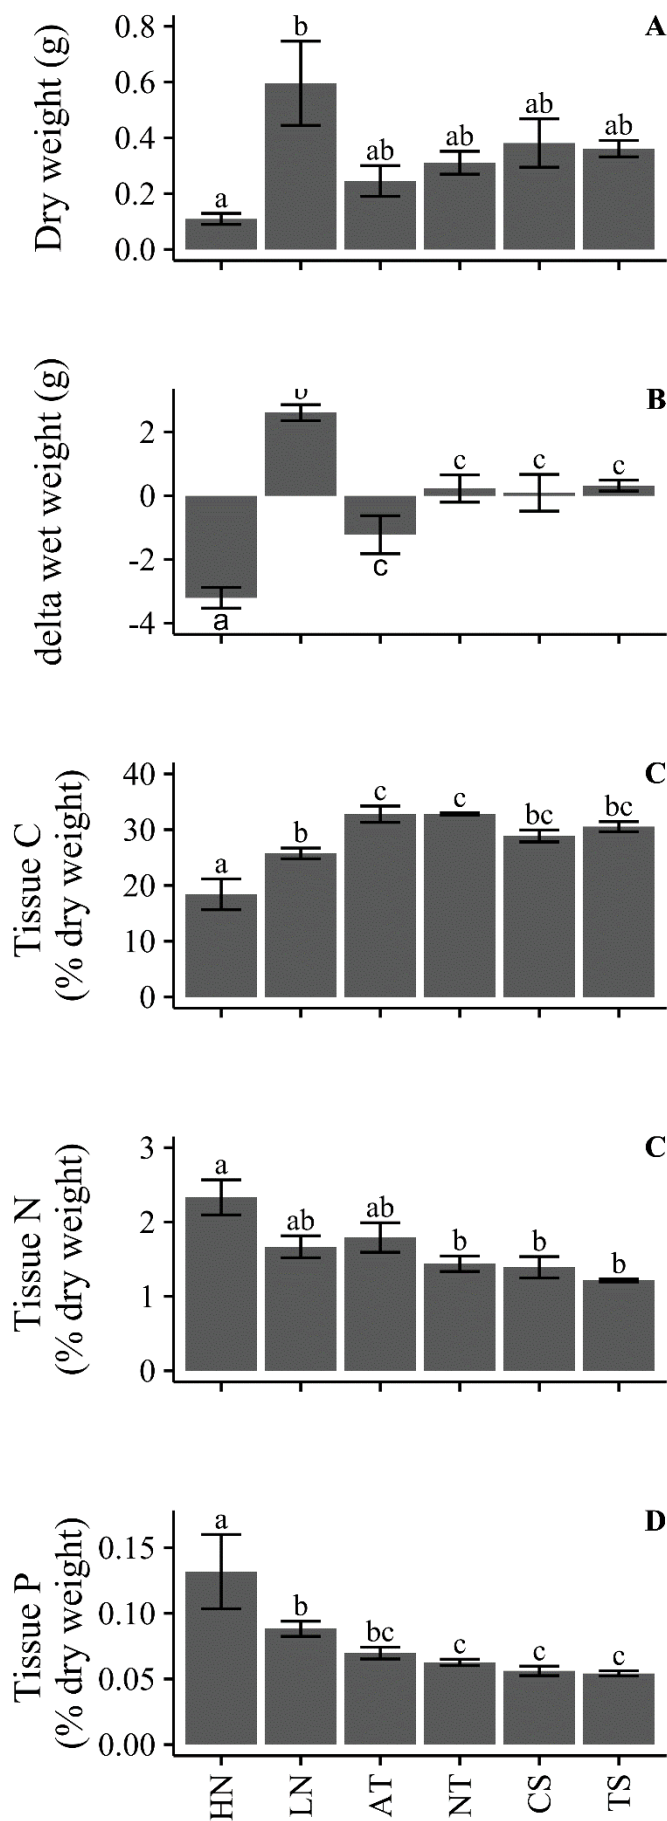 A
Dry weight (g)
0.8
0.6
0.4
0.2
0.0
a
b
ab
ab
ab
ab
B
delta wet weight (g)
2
0
-2
-4
a
b
c
c
c
c
C
Tissue C
(% dry weight)
40
30
20
10
0
a
b
c
c
bc
bc
C
Tissue N
(% dry weight)
3
2
1
0
a
ab
ab
b
b
b
D
Tissue P
(% dry weight)
0.15
0.10
0.05
0.00
a
b
bc
c
c
c
HN
LN
AT
NT
CS
TS